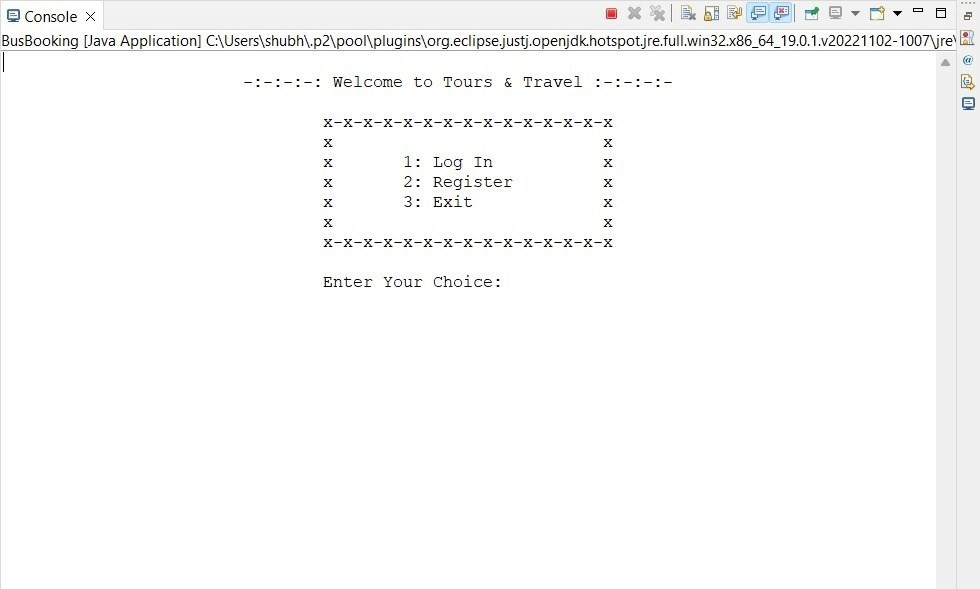 Console
BusBooking [Java Application] C:\Users\shubh\.p2\pool\plugins\org.eclipse.justj.openjdk.hotspot.jre.full.win32.x86_64_19.0.1.v20221102-1007\jre\
-:-:-:-: Welcome to Tours & Travel :-:-:-:-
x-x-x-x-x-x-x-x-x-x-x-x-x-x-x
x x
x 1: Log In x
x 2: Register x
x 3: Exit x
x x
x-x-x-x-x-x-x-x-x-x-x-x-x-x-x
Enter Your Choice: